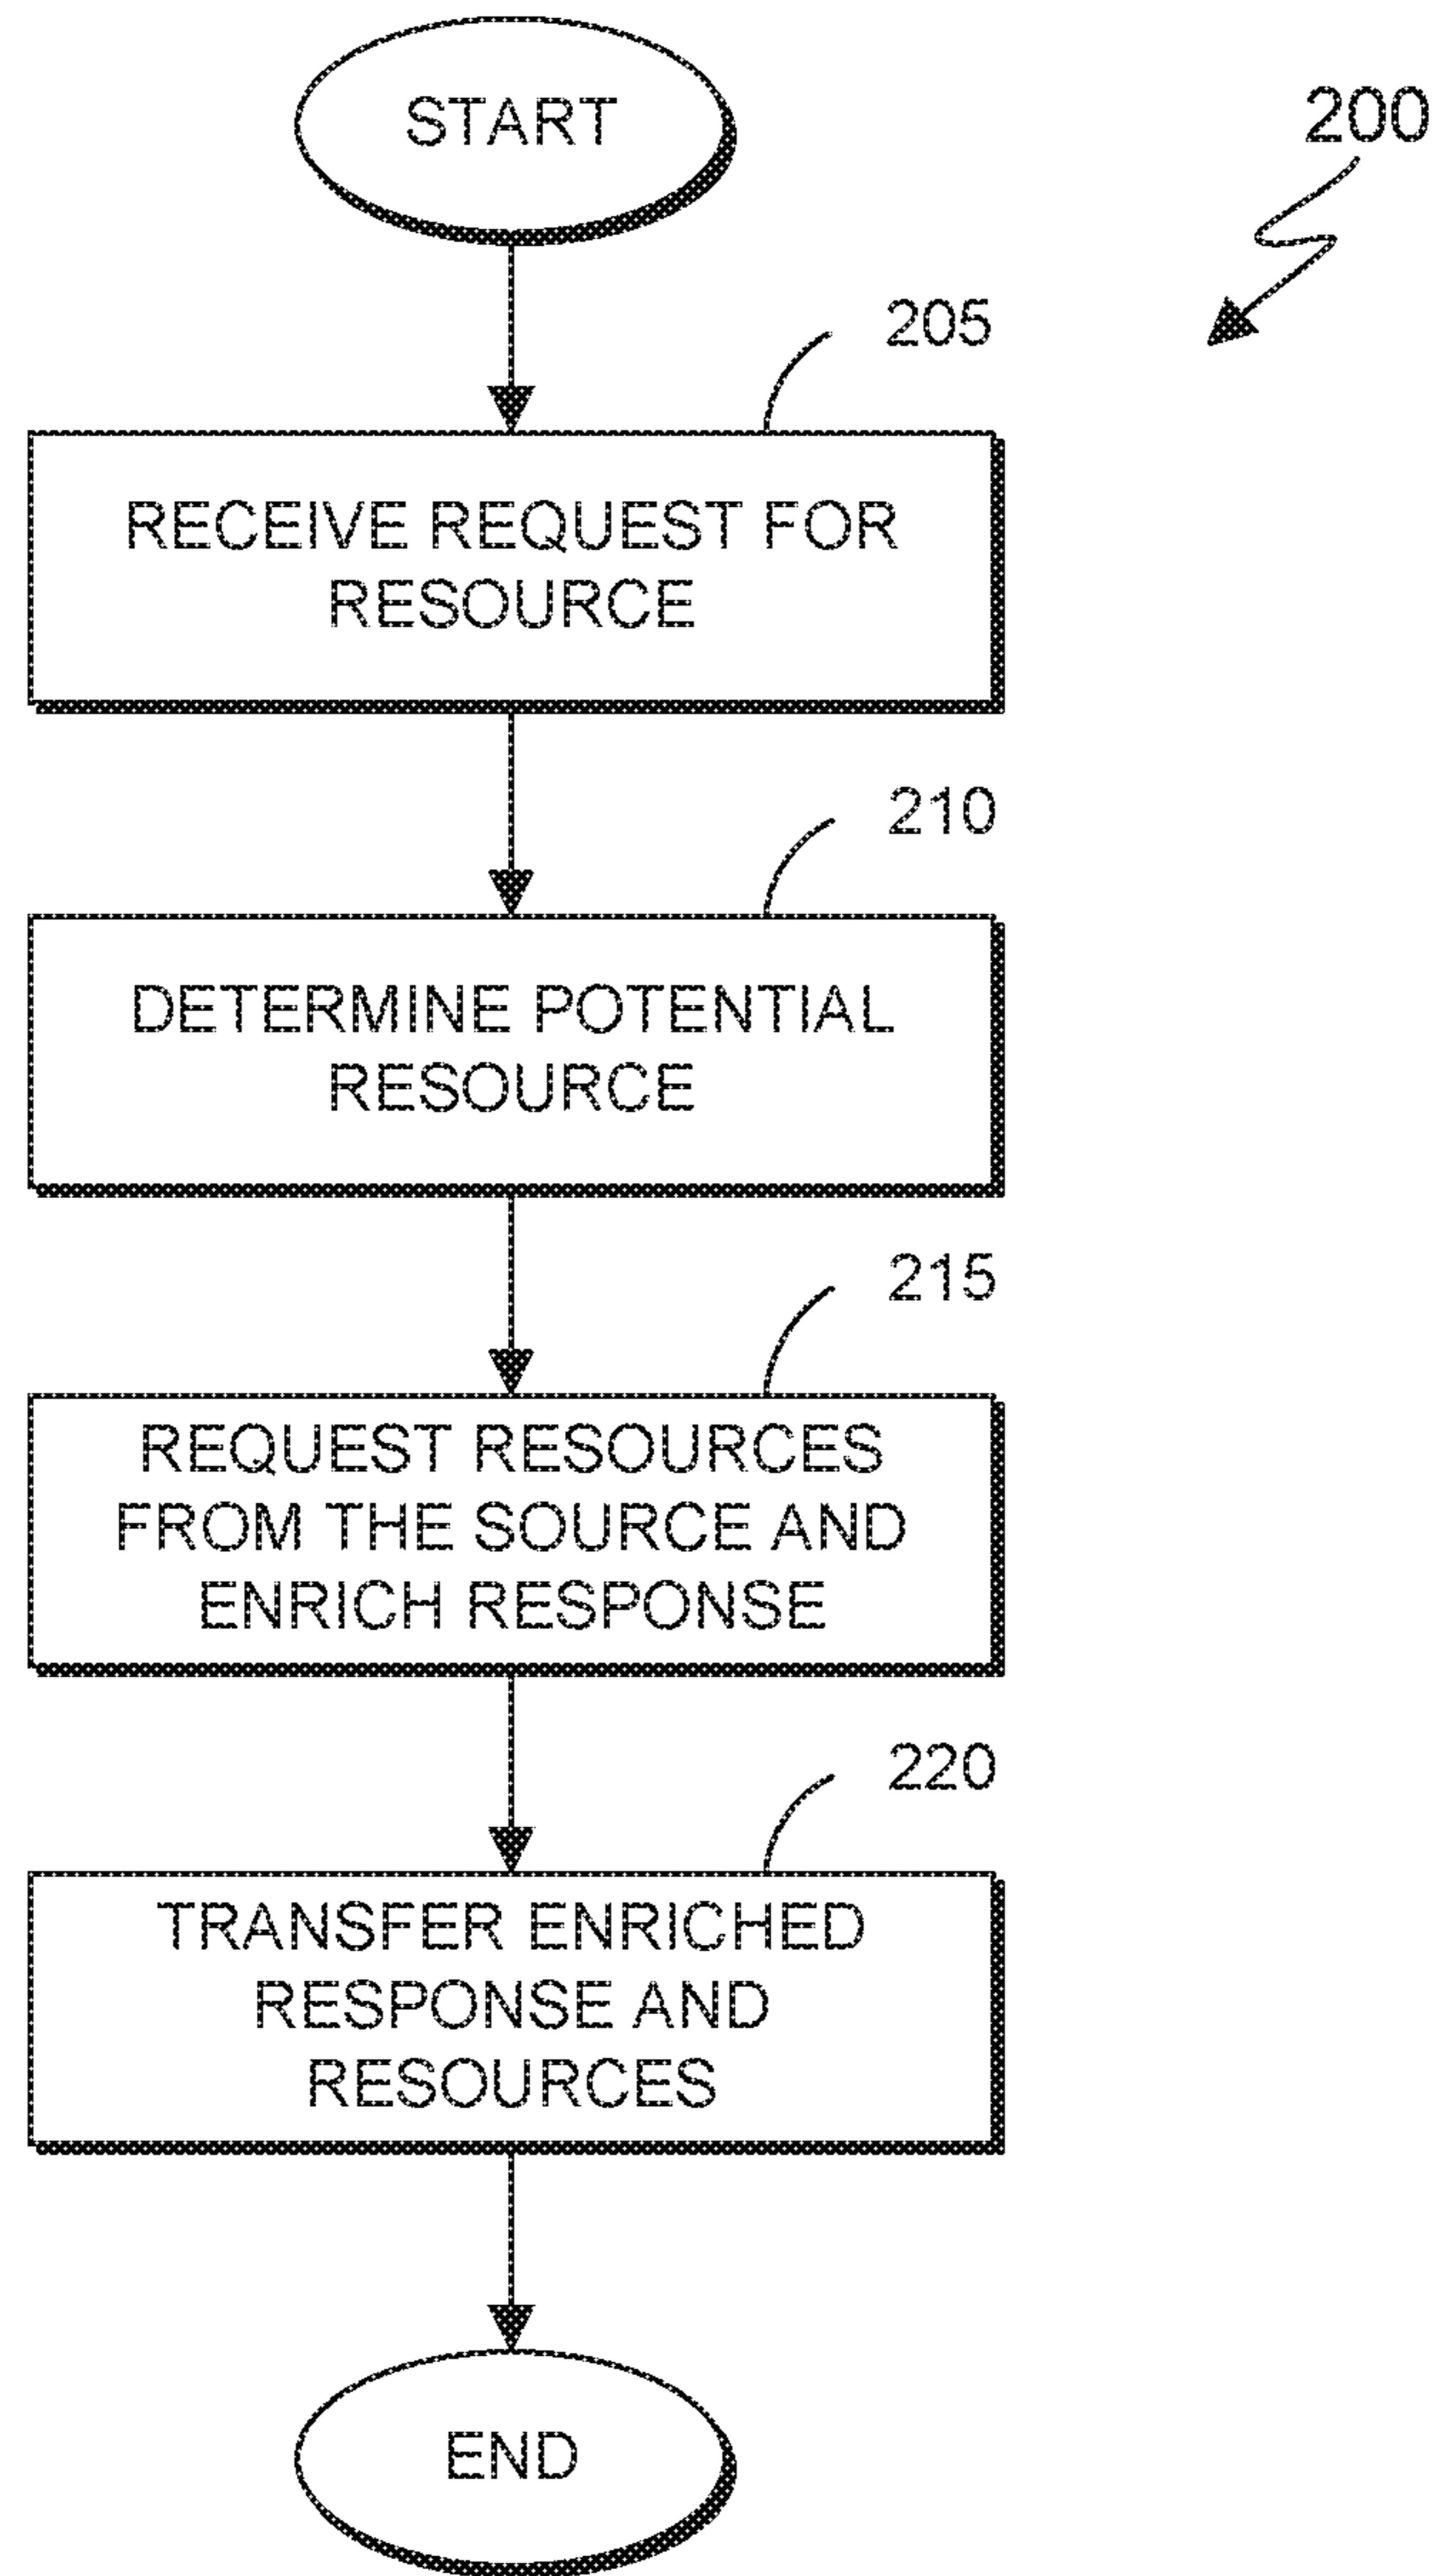 START
200
205
RECEIVE REQUEST FOR
RESOURCE
210
DETERMINE POTENTIAL
RESOURCE
215
REQUEST RESOURCES
FROM THE SOURCE AND
ENRICH RESPONSE
220
TRANSFER ENRICHED
RESPONSE AND
RESOURCES
END